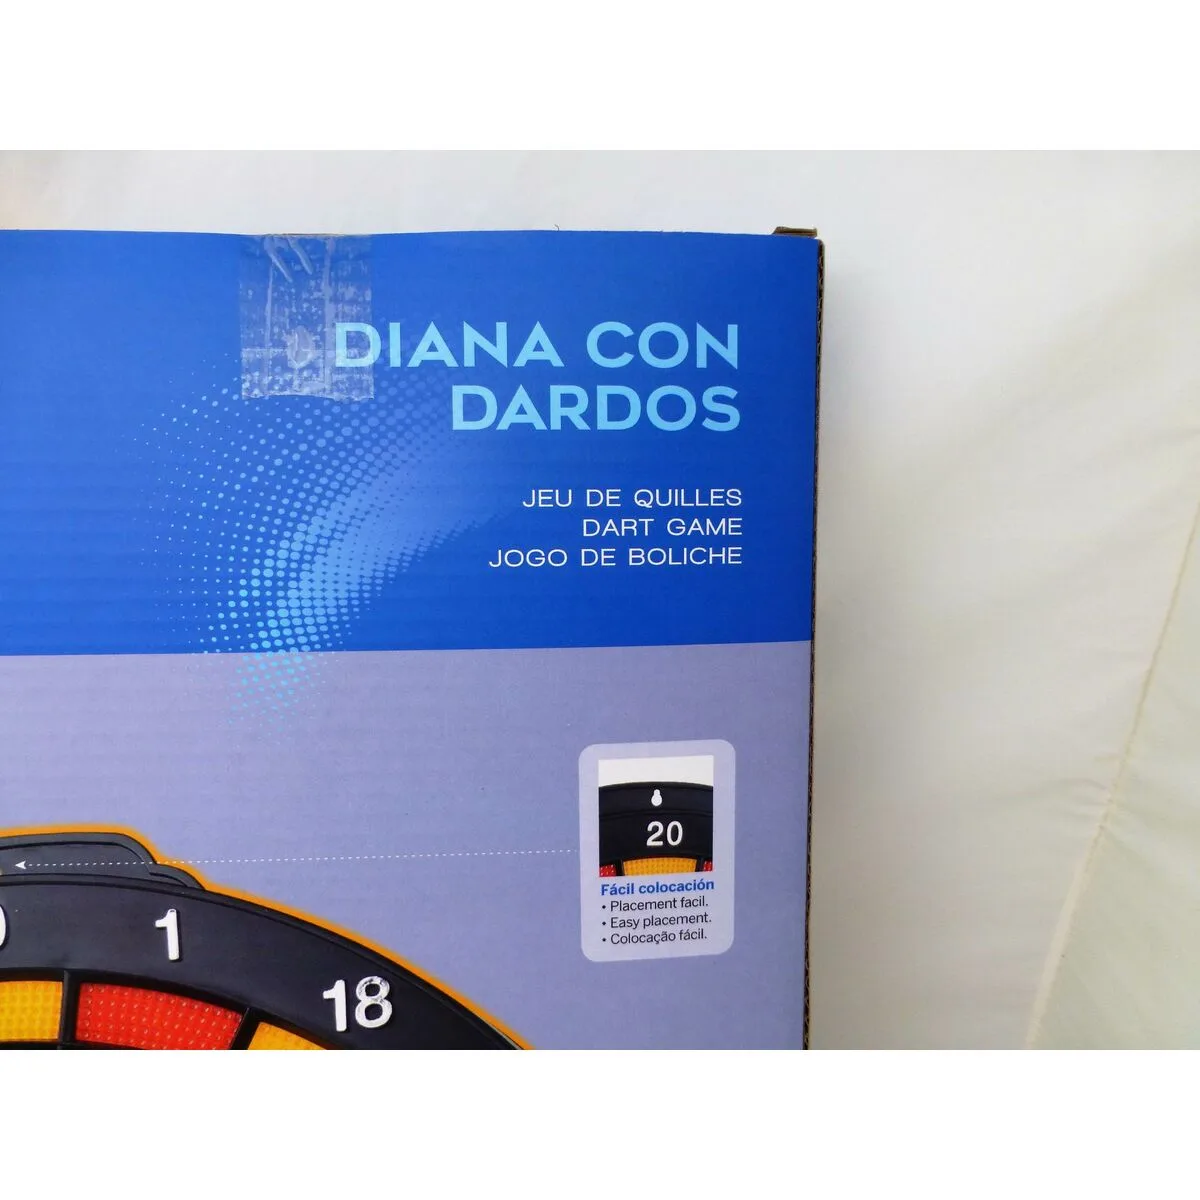 DIANA CON
DARDOS
JEU DE QUILLES
DART GAME
JOGO DE BOLICHE
20
Fácil colocación
• Placement facil.
• Easy placement.
• Colocação fácil.
1
18